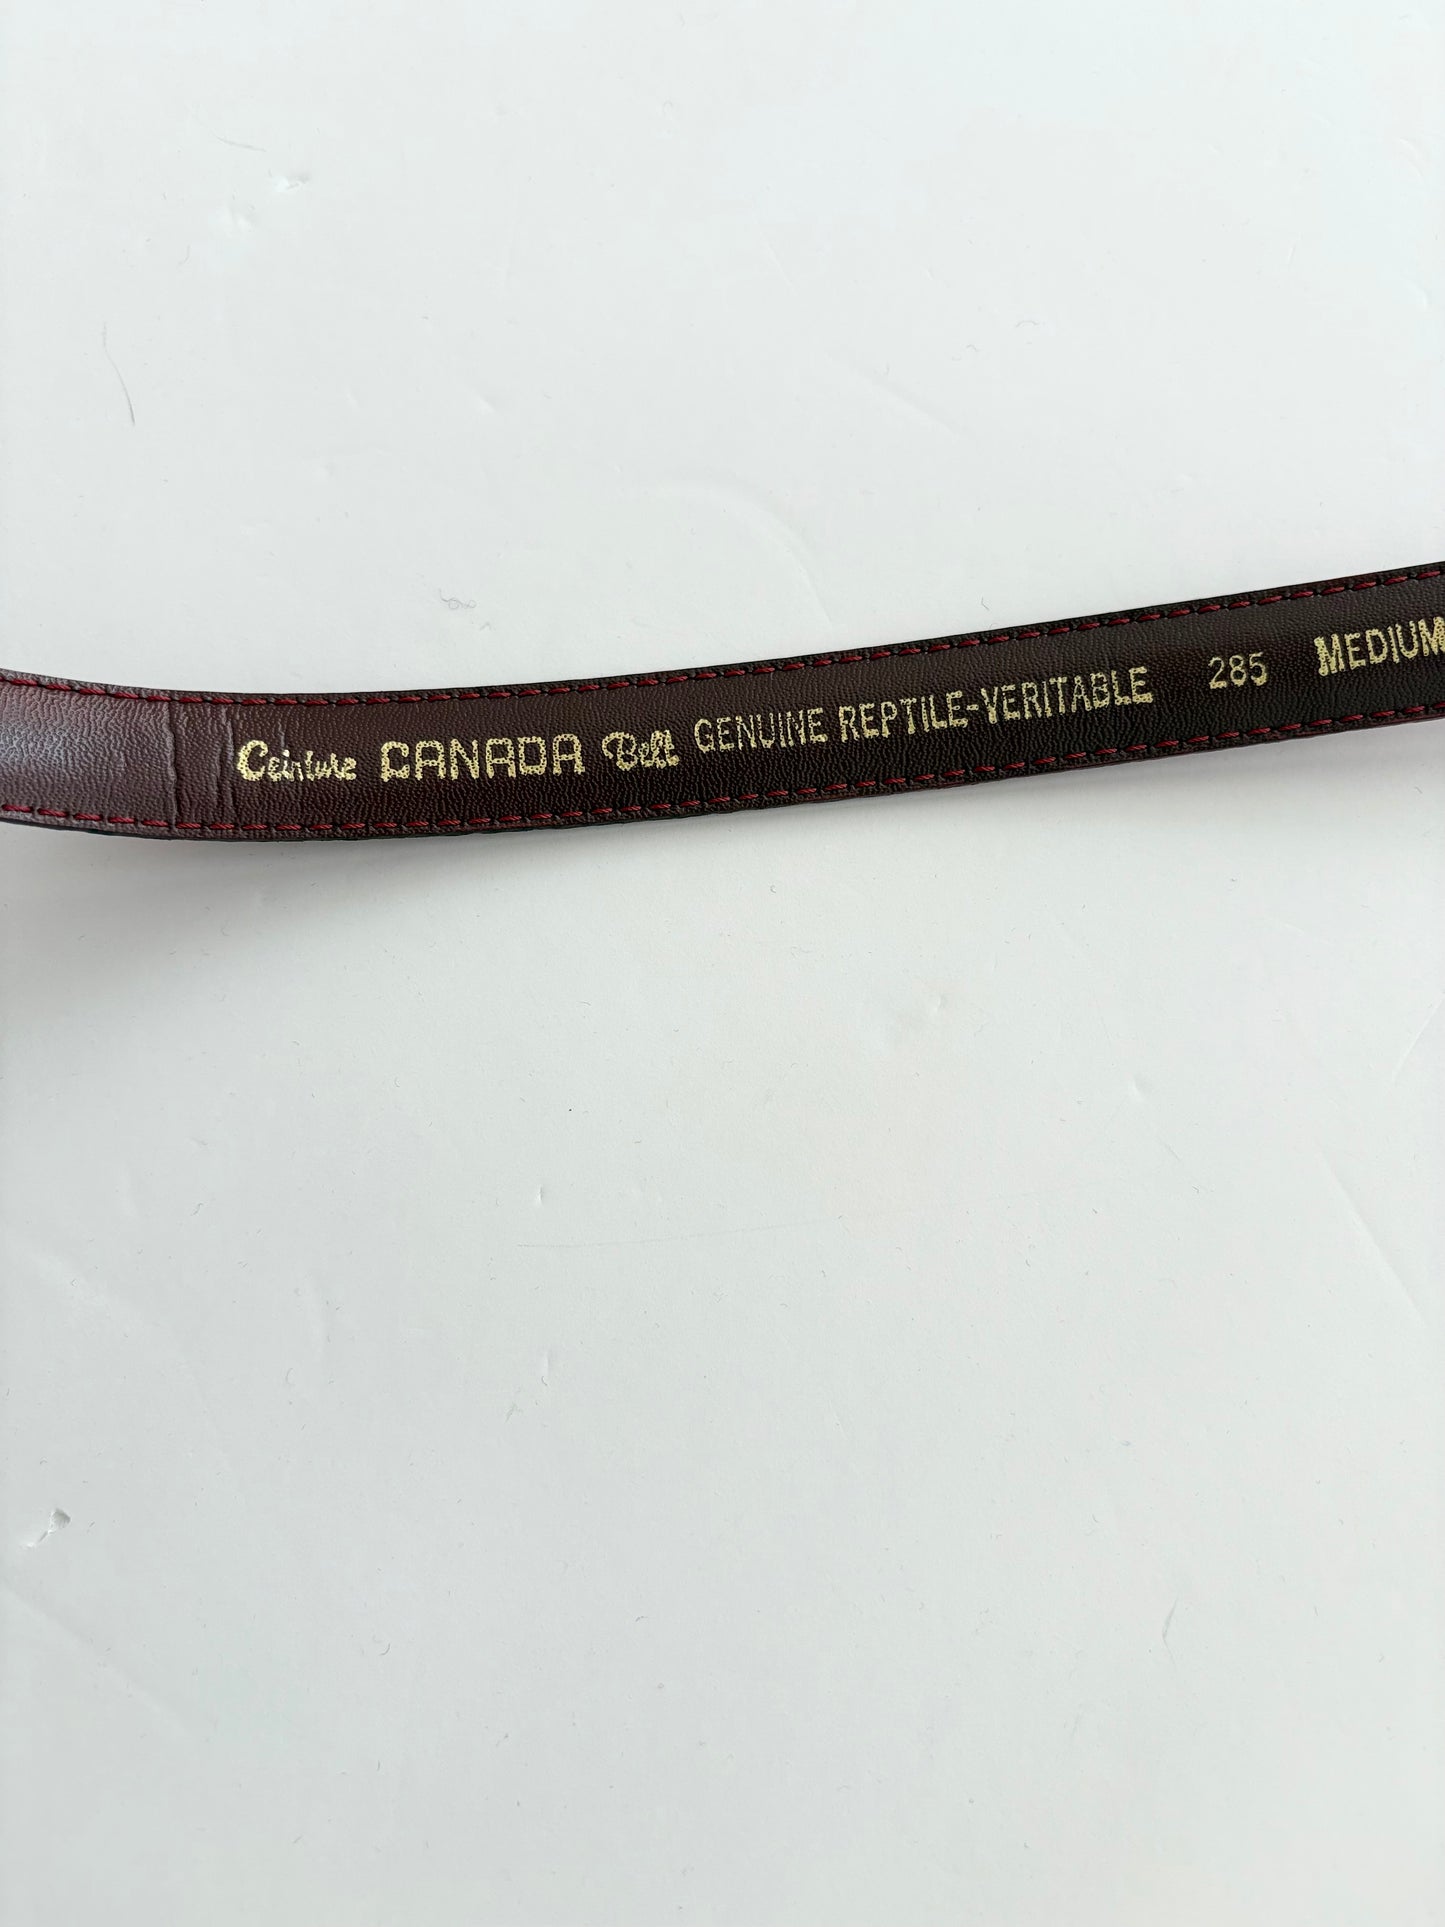 Ceinture CANADA Belt GENUINE REPTILE-VERITABLE 285 MEDIUM